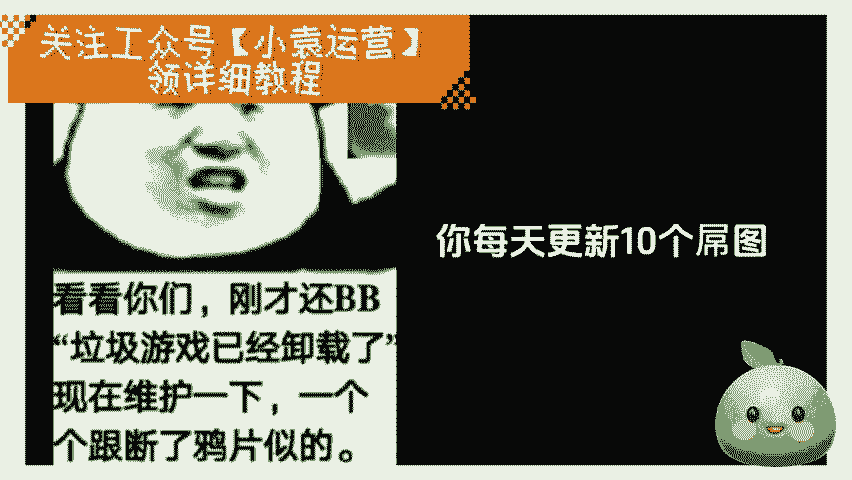 关注工众号【小袁运营】
领详细教程
你每天更新10个屌图
看看你们，刚才还BB
“垃圾游戏已经卸载了”
现在维护一下，一个
个跟断了鸦片似的。